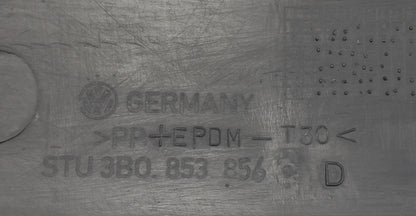 GERMANY
>PP+EPDM-T30<
STU 3B0. 853 856 D